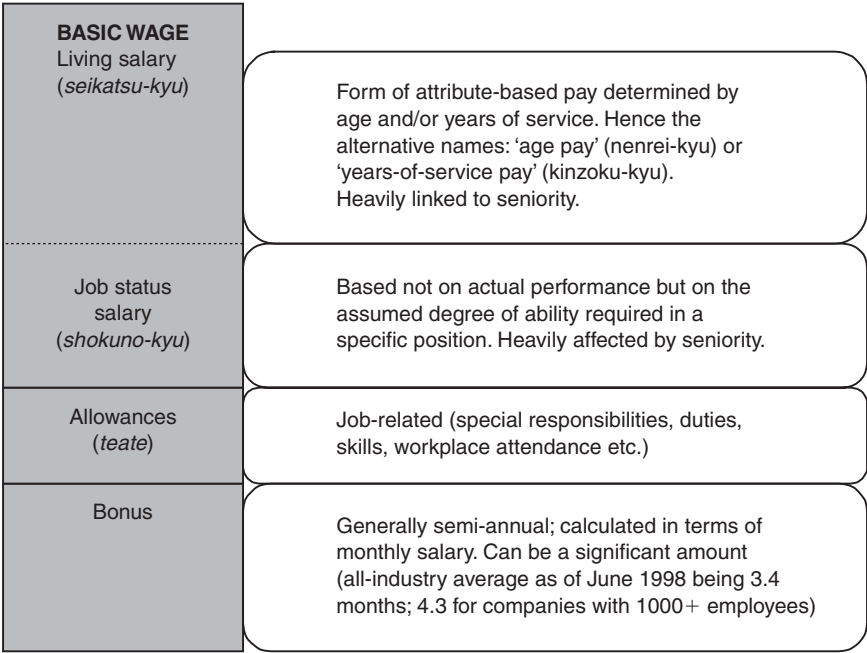 BASIC WAGE
Living salary
(seikatsu-kyu)
Form of attribute-based pay determined by
age and/or years of service. Hence the
alternative names: ‘age pay’ (nenrei-kyu) or
‘years-of-service pay’ (kinzoku-kyu).
Heavily linked to seniority.
Job status
salary
(shokuno-kyu)
Based not on actual performance but on the
assumed degree of ability required in a
specific position. Heavily affected by seniority.
Allowances
(teate)
Job-related (special responsibilities, duties,
skills, workplace attendance etc.)
Bonus
Generally semi-annual; calculated in terms of
monthly salary. Can be a significant amount
(all-industry average as of June 1998 being 3.4
months; 4.3 for companies with 1000+ employees)